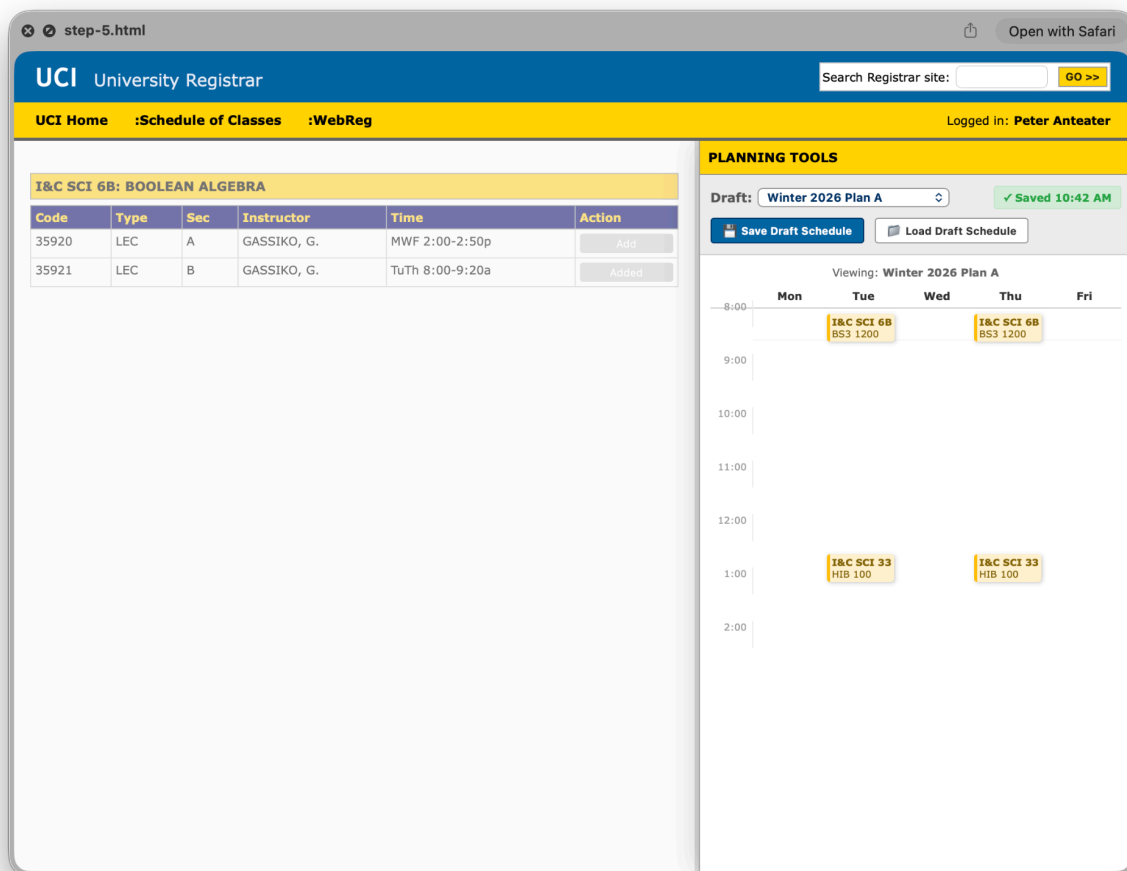 step-5.html
Open with Safari
UCI University Registrar
Search Registrar site:
GO >>
UCI Home :Schedule of Classes :WebReg
Logged in: Peter Anteater
I&C SCI 6B: BOOLEAN ALGEBRA
Code Type Sec Instructor Time Action
35920 LEC A GASSIKO, G. MWF 2:00-2:50p Add
35921 LEC B GASSIKO, G. TuTh 8:00-9:20a Added
PLANNING TOOLS
Draft: Winter 2026 Plan A
✓ Saved 10:42 AM
Save Draft Schedule
Load Draft Schedule
Viewing: Winter 2026 Plan A
Mon Tue Wed Thu Fri
8:00
I&C SCI 6B I&C SCI 6B
BS3 1200 BS3 1200
9:00
10:00
11:00
12:00
I&C SCI 33 I&C SCI 33
1:00 HIB 100 HIB 100
2:00